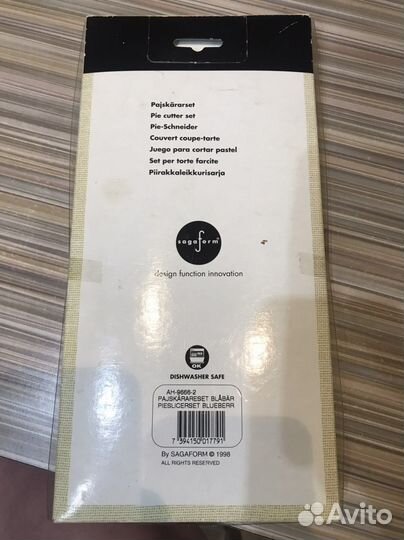 Pajskärarset
Pie cutter set
Pie-Schneider
Couvert coupe-tarte
Juego para cortar pastel
Set per torte farcite
Piirakkaleikkurisarja
sagaform
design function innovation
OK
DISHWASHER SAFE
AH-9666-2
PAJSKÄRARESET BLÅBÄR
PIESLICERSET BLUEBERR
7 394150 017791
By SAGAFORM © 1998
ALL RIGHTS RESERVED
Avito